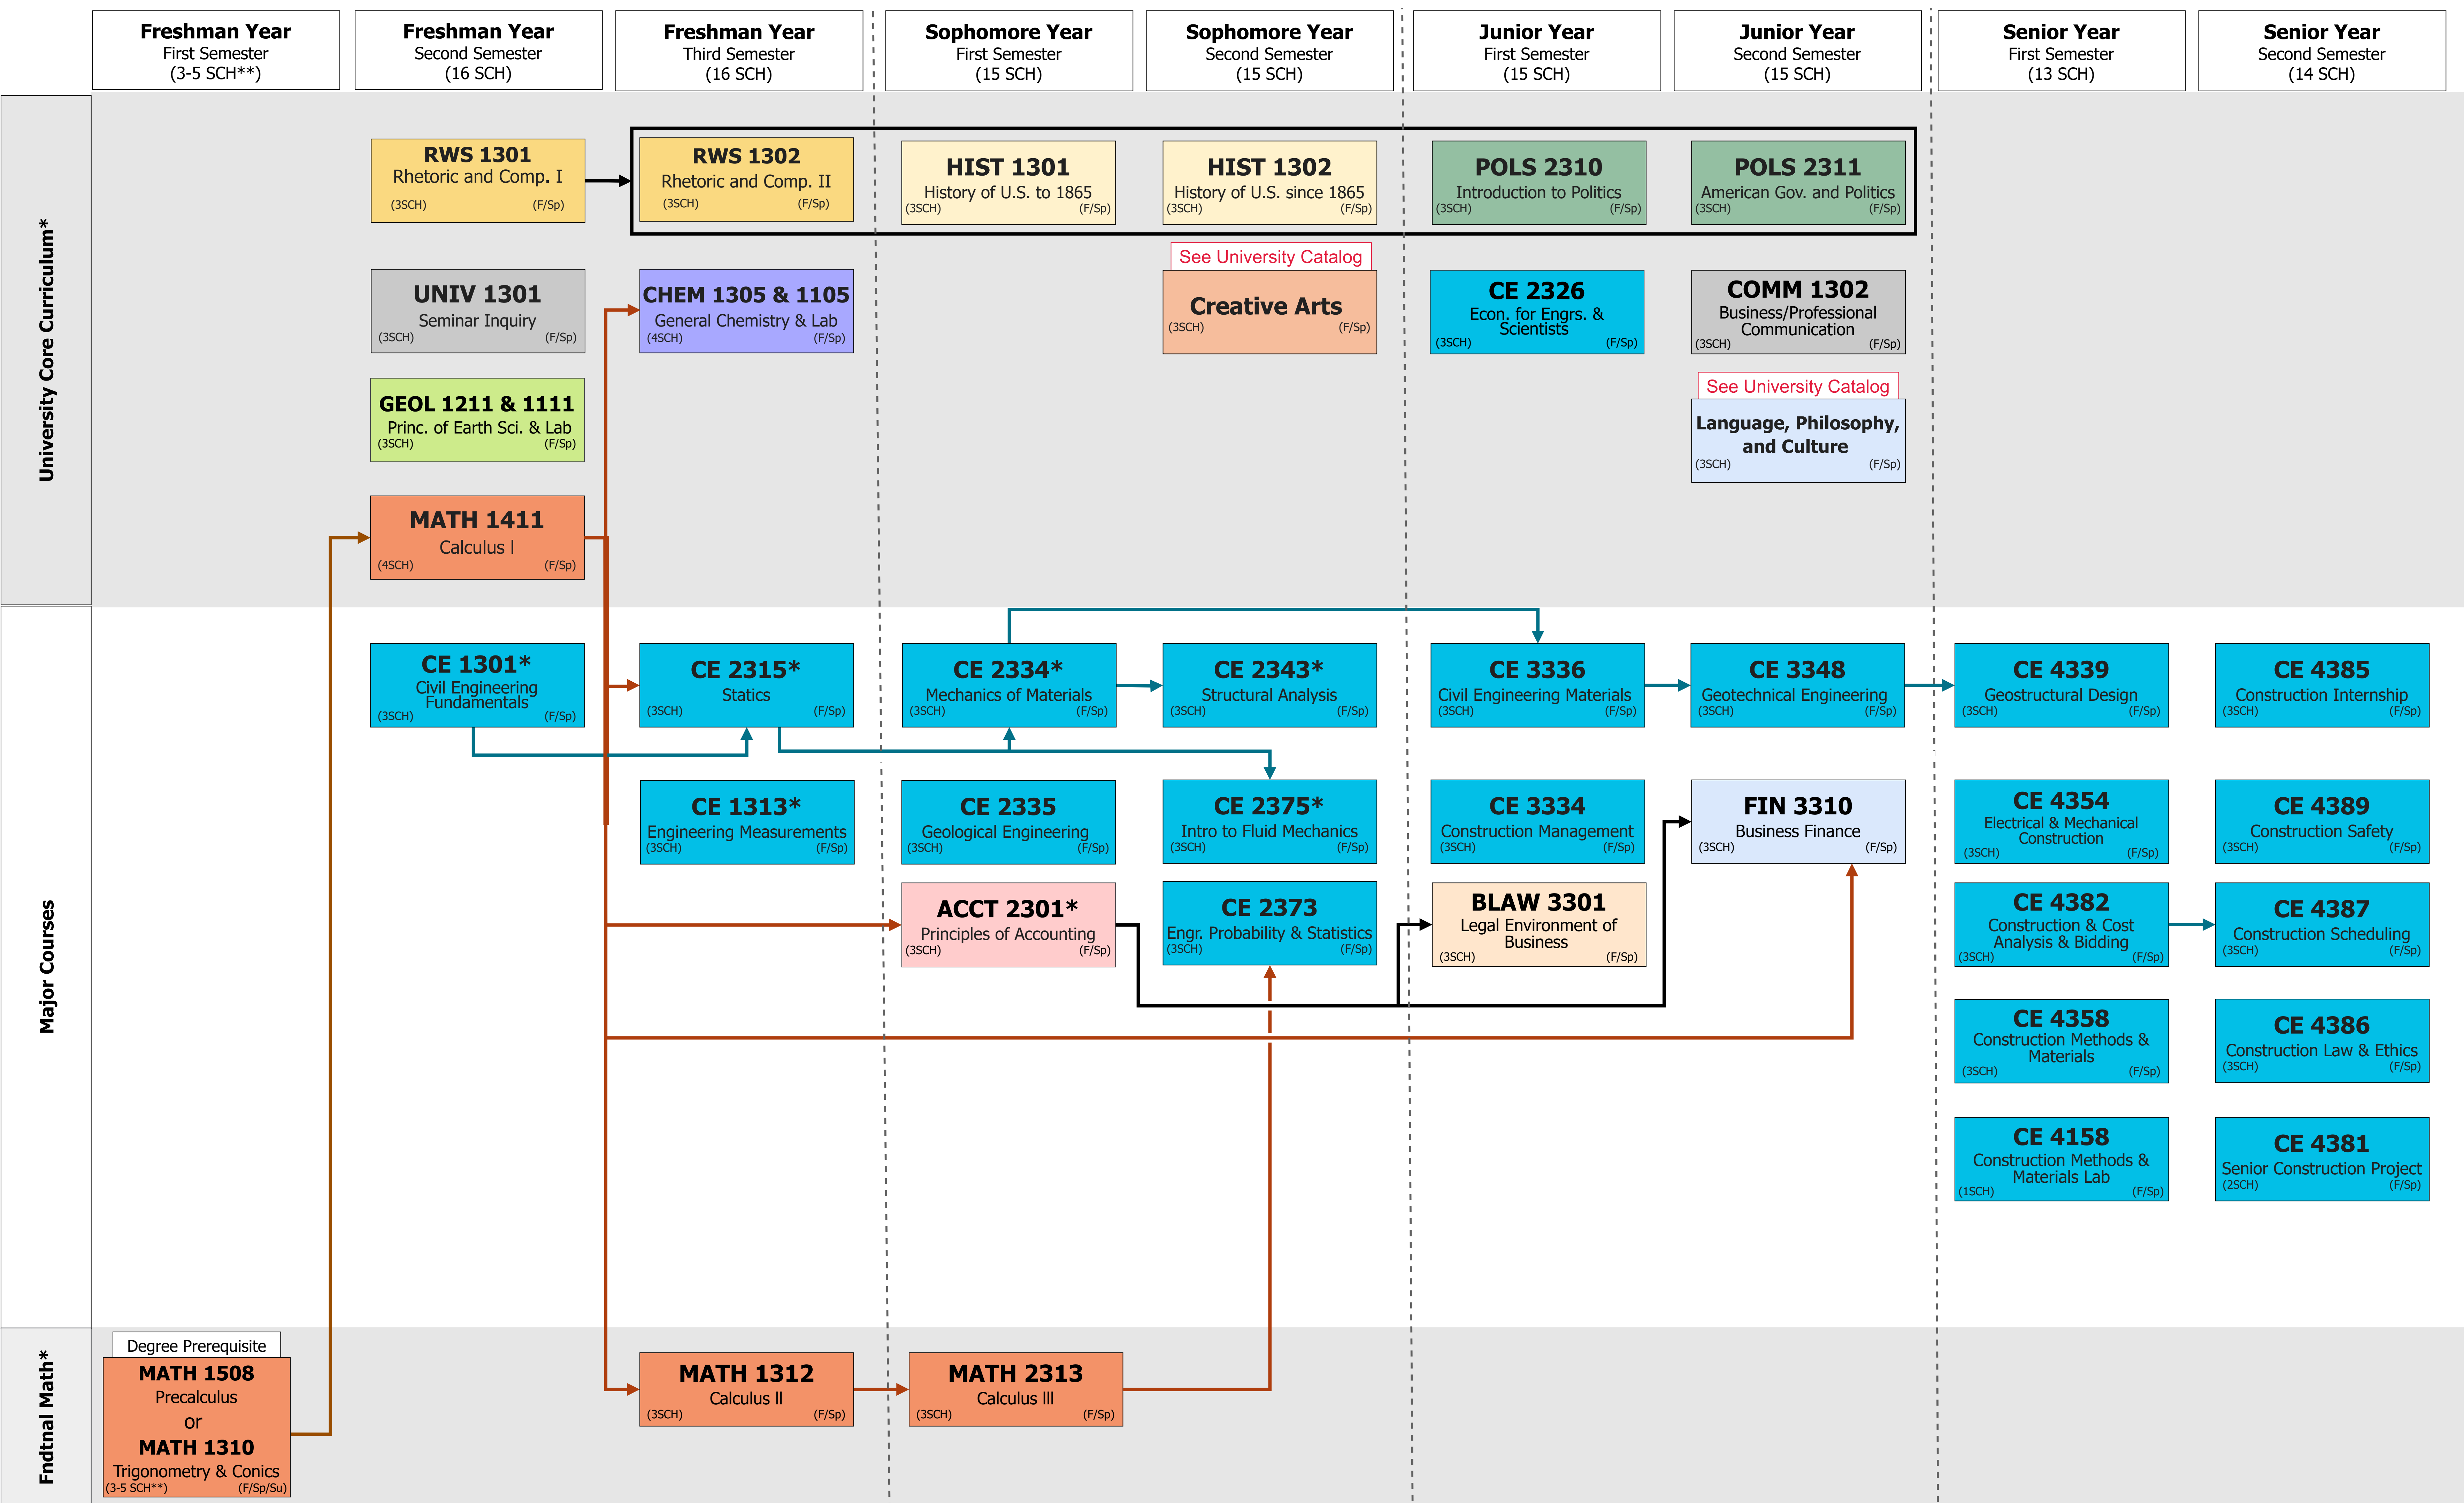 Freshman Year
First Semester
(3-5 SCH**)
Freshman Year
Second Semester
(16 SCH)
Freshman Year
Third Semester
(16 SCH)
Sophomore Year
First Semester
(15 SCH)
Sophomore Year
Second Semester
(15 SCH)
Junior Year
First Semester
(15 SCH)
Junior Year
Second Semester
(15 SCH)
Senior Year
First Semester
(13 SCH)
Senior Year
Second Semester
(14 SCH)
University Core Curriculum*
RWS 1301
Rhetoric and Comp. I
(3SCH) (F/Sp)
RWS 1302
Rhetoric and Comp. II
(3SCH) (F/Sp)
HIST 1301
History of U.S. to 1865
(3SCH) (F/Sp)
HIST 1302
History of U.S. since 1865
(3SCH) (F/Sp)
POLS 2310
Introduction to Politics
(3SCH) (F/Sp)
POLS 2311
American Gov. and Politics
(3SCH) (F/Sp)
UNIV 1301
Seminar Inquiry
(3SCH) (F/Sp)
CHEM 1305 & 1105
General Chemistry & Lab
(4SCH) (F/Sp)
See University Catalog
Creative Arts
(3SCH) (F/Sp)
CE 2326
Econ. for Engrs. &
Scientists
(3SCH) (F/Sp)
COMM 1302
Business/Professional
Communication
(3SCH) (F/Sp)
GEOL 1211 & 1111
Princ. of Earth Sci. & Lab
(3SCH) (F/Sp)
See University Catalog
Language, Philosophy,
and Culture
(3SCH) (F/Sp)
MATH 1411
Calculus I
(4SCH) (F/Sp)
Major Courses
CE 1301*
Civil Engineering
Fundamentals
(3SCH) (F/Sp)
CE 2315*
Statics
(3SCH) (F/Sp)
CE 2334*
Mechanics of Materials
(3SCH) (F/Sp)
CE 2343*
Structural Analysis
(3SCH) (F/Sp)
CE 3336
Civil Engineering Materials
(3SCH) (F/Sp)
CE 3348
Geotechnical Engineering
(3SCH) (F/Sp)
CE 4339
Geostructural Design
(3SCH) (F/Sp)
CE 4385
Construction Internship
(3SCH) (F/Sp)
CE 1313*
Engineering Measurements
(3SCH) (F/Sp)
CE 2335
Geological Engineering
(3SCH) (F/Sp)
CE 2375*
Intro to Fluid Mechanics
(3SCH) (F/Sp)
CE 3334
Construction Management
(3SCH) (F/Sp)
FIN 3310
Business Finance
(3SCH) (F/Sp)
CE 4354
Electrical & Mechanical
Construction
(3SCH) (F/Sp)
CE 4389
Construction Safety
(3SCH) (F/Sp)
ACCT 2301*
Principles of Accounting
(3SCH) (F/Sp)
CE 2373
Engr. Probability & Statistics
(3SCH) (F/Sp)
BLAW 3301
Legal Environment of
Business
(3SCH) (F/Sp)
CE 4382
Construction & Cost
Analysis & Bidding
(3SCH) (F/Sp)
CE 4387
Construction Scheduling
(3SCH) (F/Sp)
CE 4358
Construction Methods &
Materials
(3SCH) (F/Sp)
CE 4386
Construction Law & Ethics
(3SCH) (F/Sp)
CE 4158
Construction Methods &
Materials Lab
(1SCH) (F/Sp)
CE 4381
Senior Construction Project
(2SCH) (F/Sp)
Fndtnal Math*
Degree Prerequisite
MATH 1508
Precalculus
or
MATH 1310
Trigonometry & Conics
(3-5 SCH**) (F/Sp/Su)
MATH 1312
Calculus ll
(3SCH) (F/Sp)
MATH 2313
Calculus lll
(3SCH) (F/Sp)